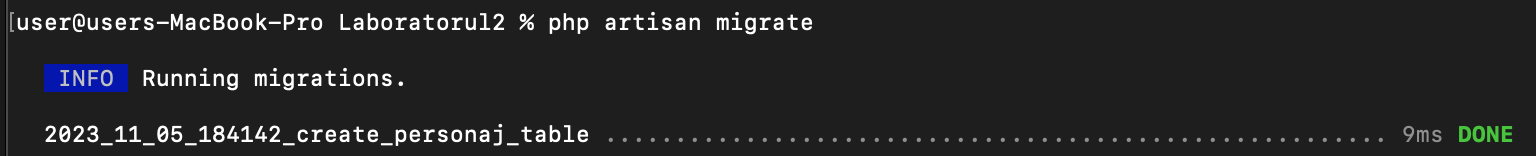 [user@users-MacBook-Pro Laboratorul2 % php artisan migrate
INFO Running migrations.
2023_11_05_184142_create_personaj_table ........................................................ 9ms DONE